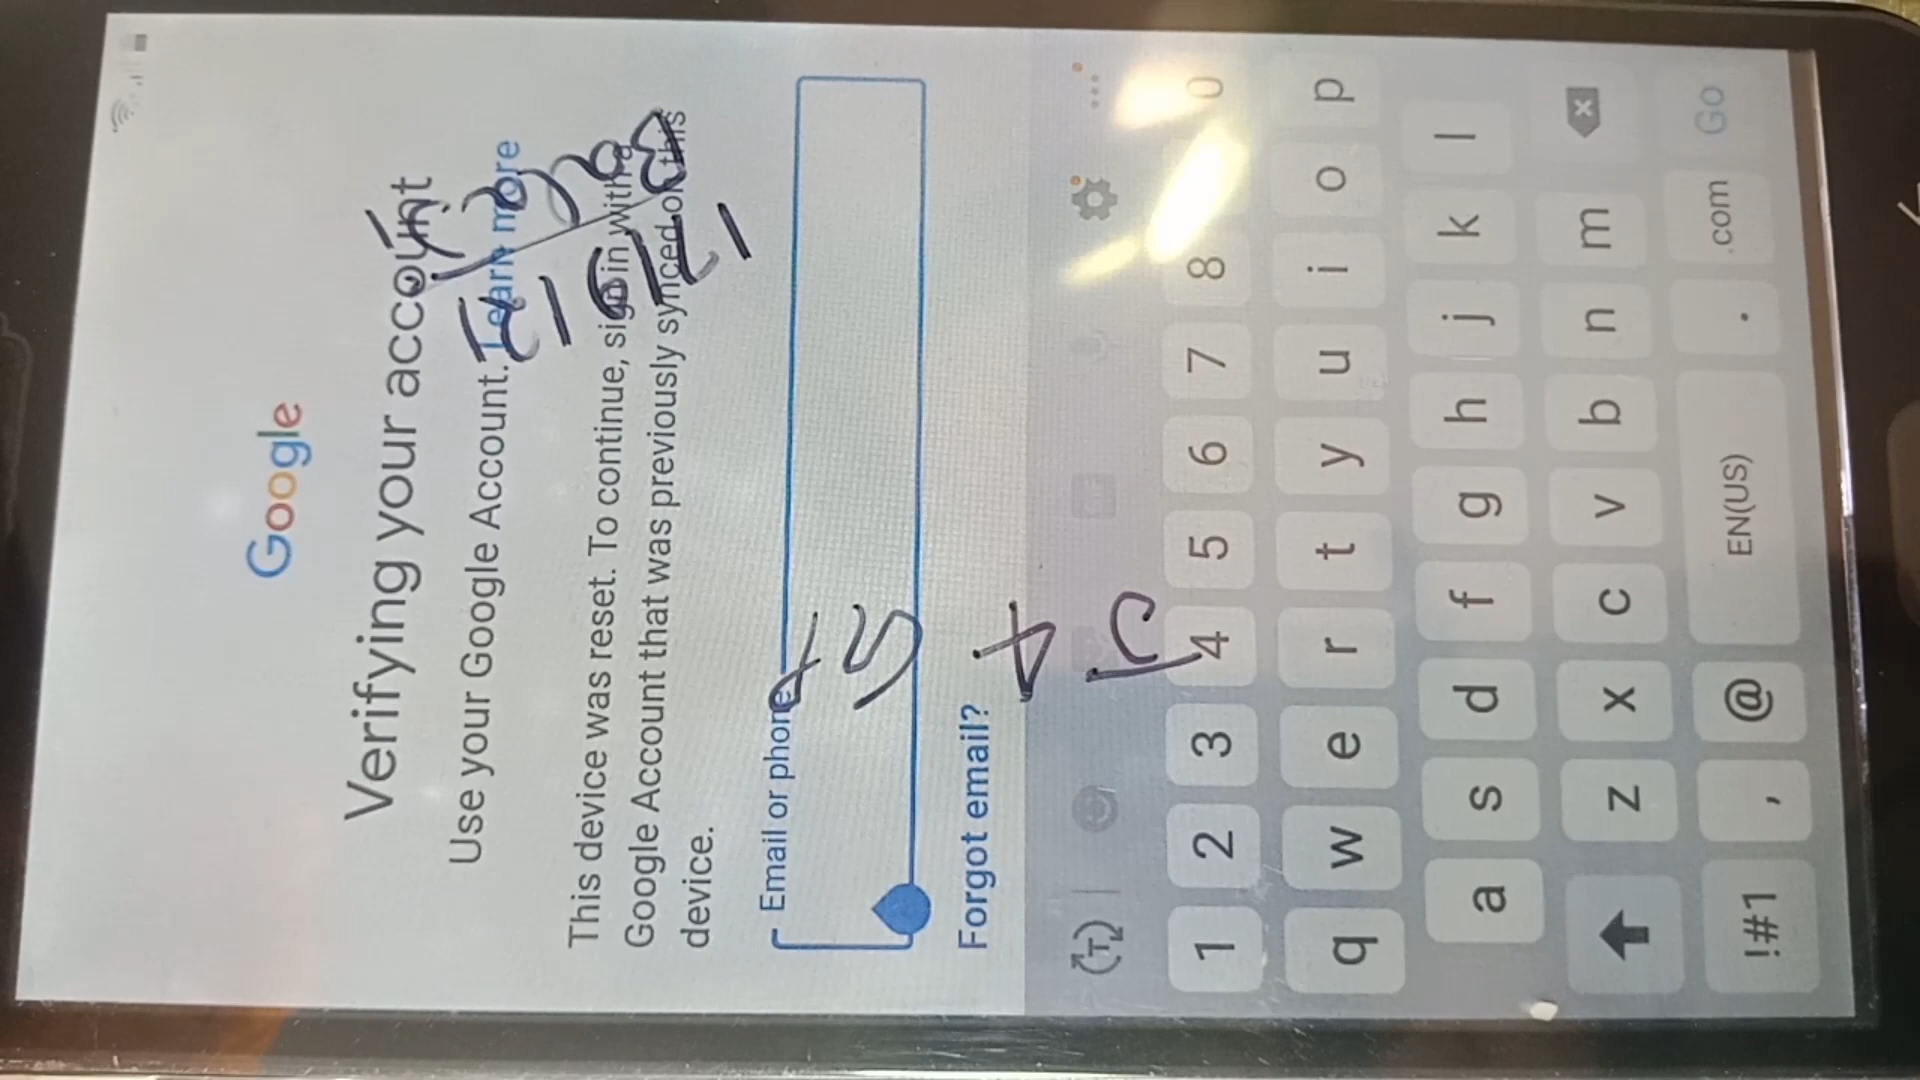 Google
Verifying your account
Use your Google Account. Learn more
This device was reset. To continue, sign in with a
Google Account that was previously synced on this
device.
Email or phone
Forgot email?
1 2 3 4 5 6 7 8 0
q w e r t y u i o p
a s d f g h j k l
z x c v b n m
!#1 @ , EN(US) . .com Go